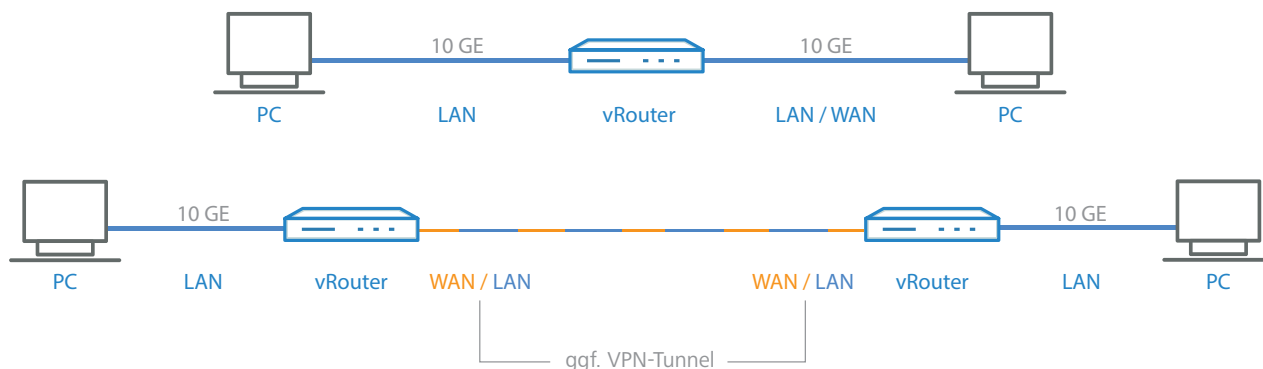 10 GE 10 GE
PC LAN vRouter LAN / WAN PC
10 GE 10 GE
PC LAN vRouter WAN / LAN WAN / LAN vRouter LAN PC
ggf. VPN-Tunnel